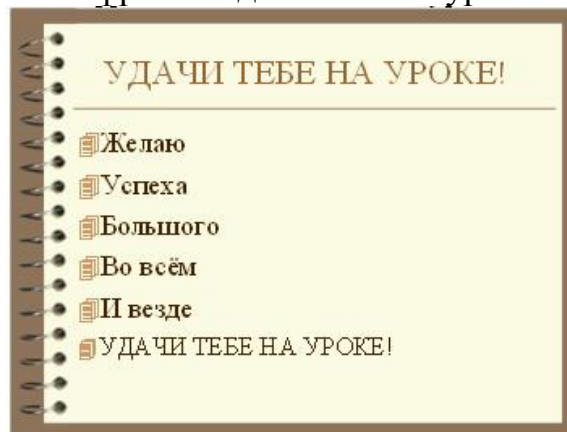 УДАЧИ ТЕБЕ НА УРОКЕ!
Желаю
Успеха
Большого
Во всём
И везде
УДАЧИ ТЕБЕ НА УРОКЕ!